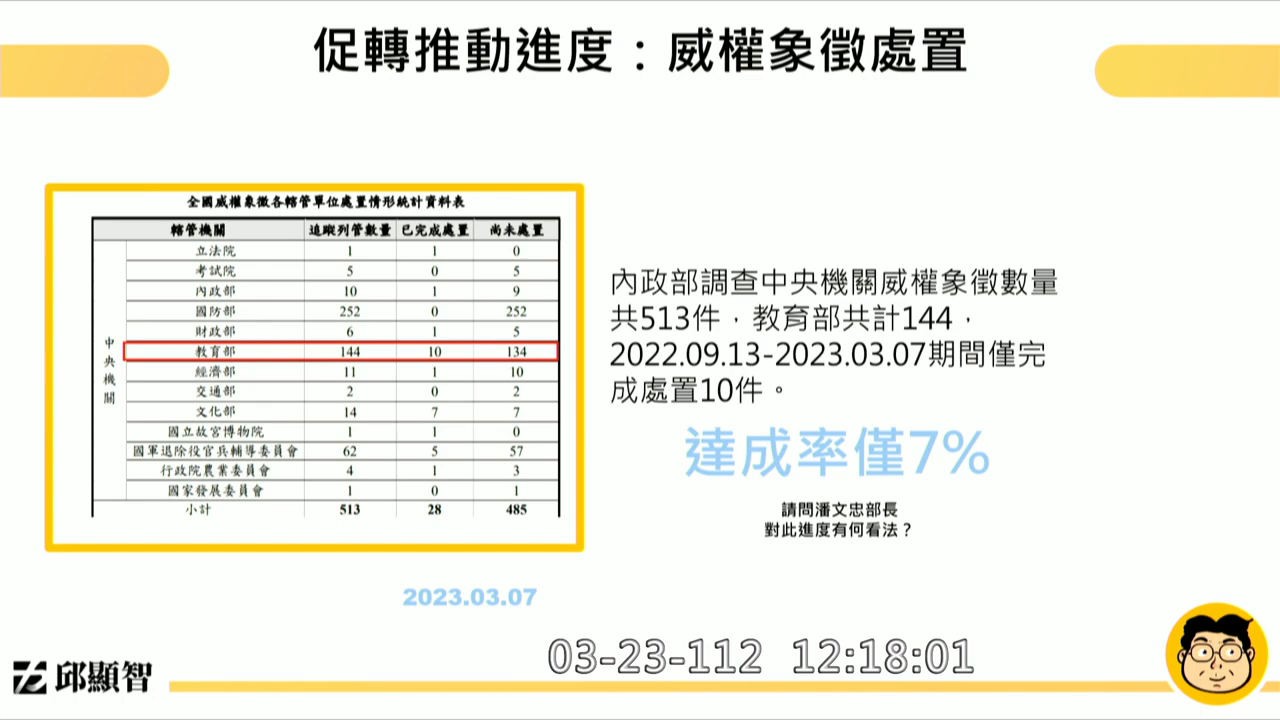 促轉推動進度：威權象徵處置
全國威權象徵各轄管單位處置情形統計資料表
轄管機關 追蹤列管數量 已完成處置 尚未處置
中央機關
立法院 1 1 0
考試院 5 0 5
內政部 10 1 9
國防部 252 0 252
財政部 6 1 5
教育部 144 10 134
經濟部 11 1 10
交通部 2 0 2
文化部 14 7 7
國立故宮博物院 1 1 0
國軍退除役官兵輔導委員會 62 5 57
行政院農業委員會 4 1 3
國家發展委員會 1 0 1
小計 513 28 485
內政部調查中央機關威權象徵數量
共513件，教育部共計144，
2022.09.13-2023.03.07期間僅完
成處置10件。
達成率僅7%
請問潘文忠部長
對此進度有何看法？
2023.03.07
03-23-112 12:18:01
邱顯智